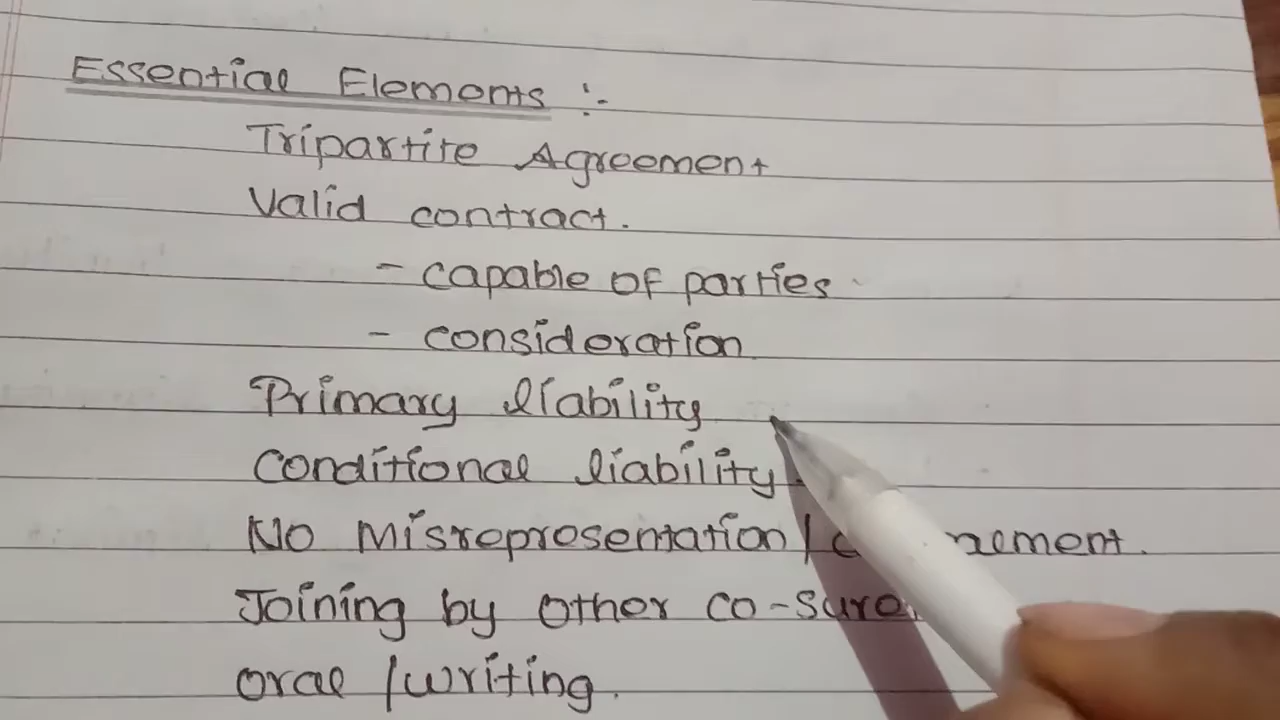 Essential Elements :-
Tripartite Agreement
Valid contract.
- capable of parties
- consideration
Primary liability
Conditional liability
No Misrepresentation/
Joining by other
oral /writing.